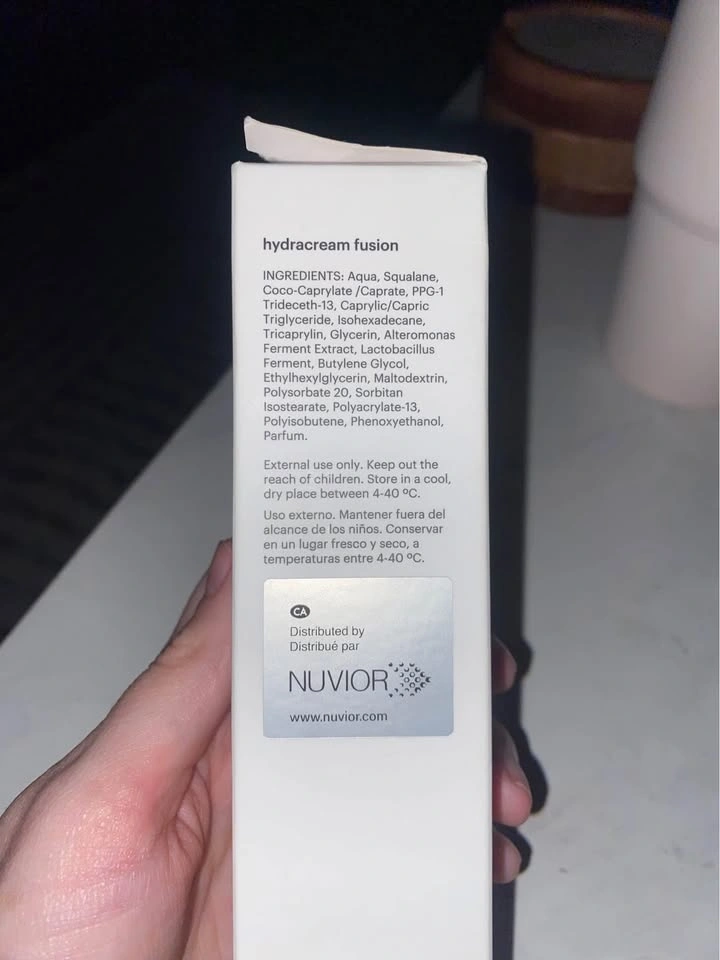 hydracream fusion
INGREDIENTS: Aqua, Squalane,
Coco-Caprylate /Caprate, PPG-1
Trideceth-13, Caprylic/Capric
Triglyceride, Isohexadecane,
Tricaprylin, Glycerin, Alteromonas
Ferment Extract, Lactobacillus
Ferment, Butylene Glycol,
Ethylhexylglycerin, Maltodextrin,
Polysorbate 20, Sorbitan
Isostearate, Polyacrylate-13,
Polyisobutene, Phenoxyethanol,
Parfum.
External use only. Keep out the
reach of children. Store in a cool,
dry place between 4-40 ºC.
Uso externo. Mantener fuera del
alcance de los niños. Conservar
en un lugar fresco y seco, a
temperaturas entre 4-40 ºC.
CA
Distributed by
Distribué par
NUVIOR
www.nuvior.com